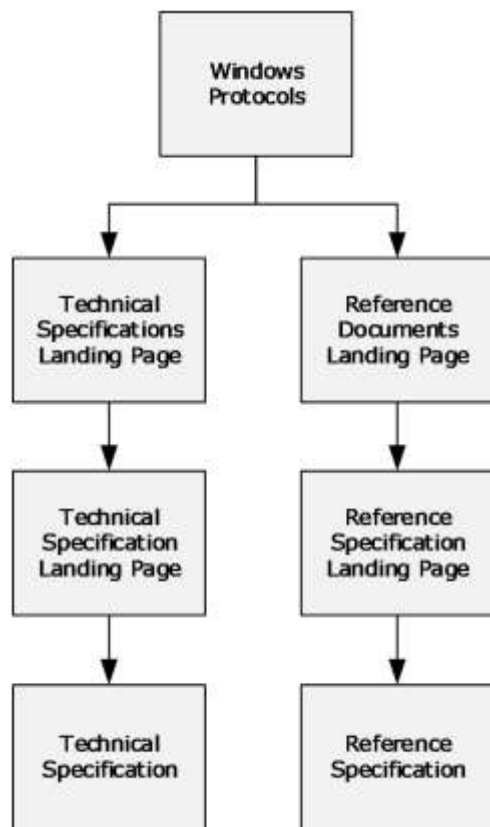 Windows
Protocols
Technical
Specifications
Landing Page
Reference
Documents
Landing Page
Technical
Specification
Landing Page
Reference
Specification
Landing Page
Technical
Specification
Reference
Specification